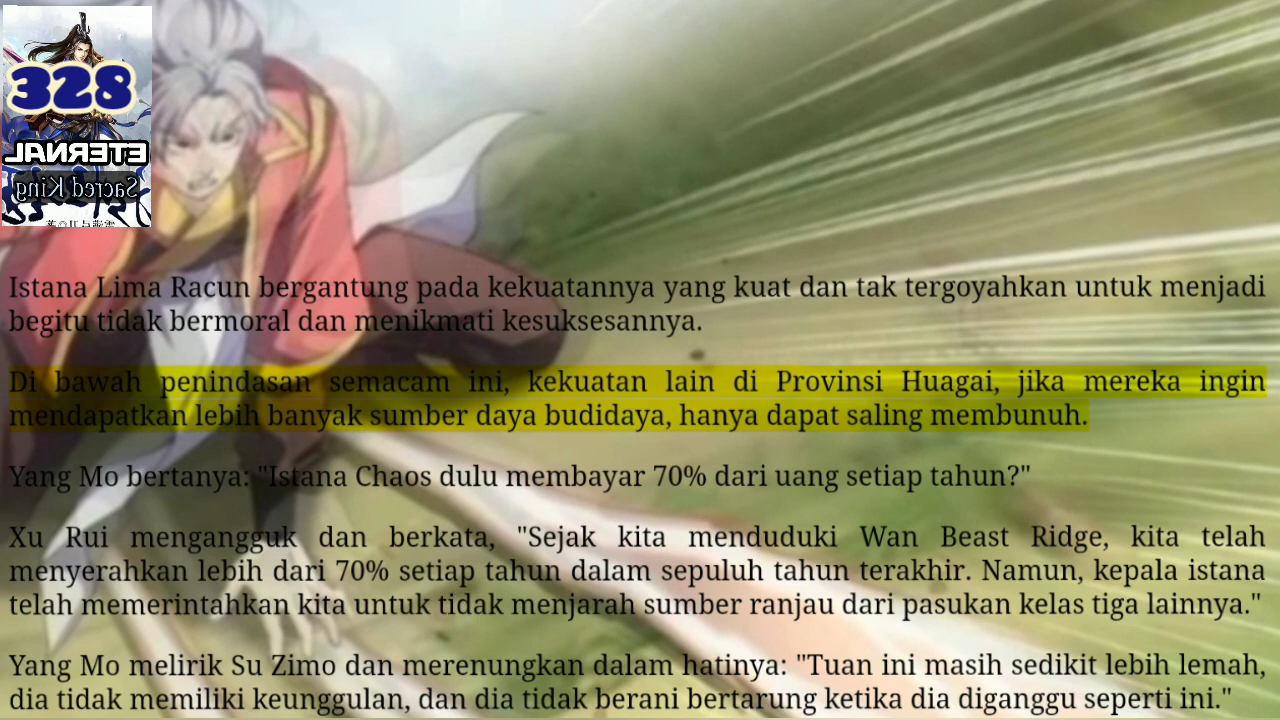 328
ETERNAL
Sacred King
Istana Lima Racun bergantung pada kekuatannya yang kuat dan tak tergoyahkan untuk menjadi
begitu tidak bermoral dan menikmati kesuksesannya.
Di bawah penindasan semacam ini, kekuatan lain di Provinsi Huagai, jika mereka ingin
mendapatkan lebih banyak sumber daya budidaya, hanya dapat saling membunuh.
Yang Mo bertanya: "Istana Chaos dulu membayar 70% dari uang setiap tahun?"
Xu Rui mengangguk dan berkata, "Sejak kita menduduki Wan Beast Ridge, kita telah
menyerahkan lebih dari 70% setiap tahun dalam sepuluh tahun terakhir. Namun, kepala istana
telah memerintahkan kita untuk tidak menjarah sumber ranjau dari pasukan kelas tiga lainnya."
Yang Mo melirik Su Zimo dan merenungkan dalam hatinya: "Tuan ini masih sedikit lebih lemah,
dia tidak memiliki keunggulan, dan dia tidak berani bertarung ketika dia diganggu seperti ini."